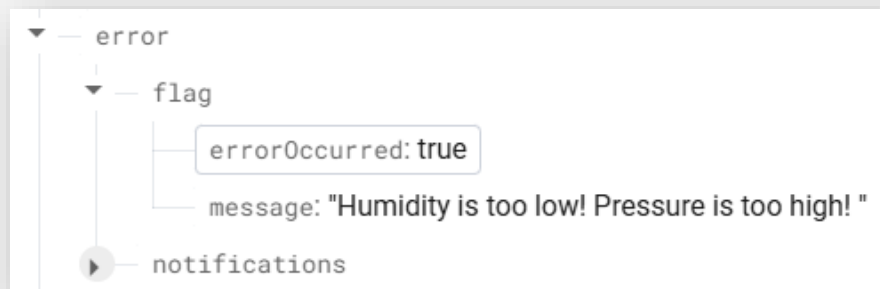 error
flag
errorOccurred: true
message: "Humidity is too low! Pressure is too high! "
notifications